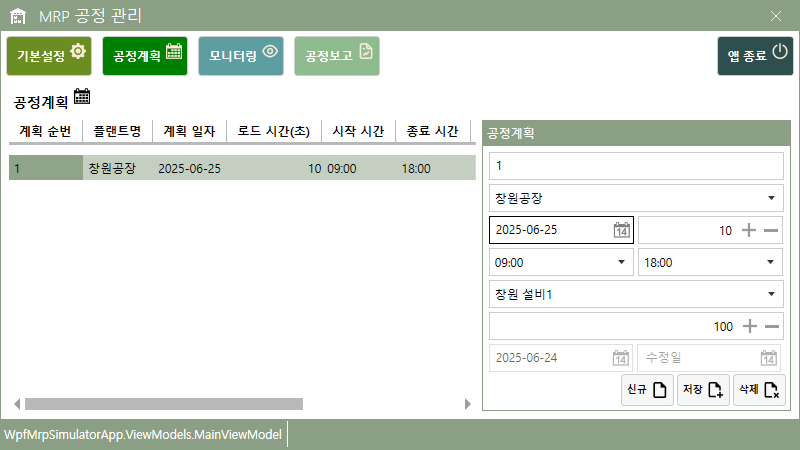 MRP 공정 관리
기본설정 공정계획 모니터링 공정보고 앱 종료
공정계획
계획 순번 플랜트명 계획 일자 로드 시간(초) 시작 시간 종료 시간
1 창원공장 2025-06-25 10 09:00 18:00
공정계획
1
창원공장
2025-06-25 14 10
09:00 18:00
창원 설비1
100
2025-06-24 14 수정일 14
신규 저장 삭제
WpfMrpSimulatorApp.ViewModels.MainViewModel